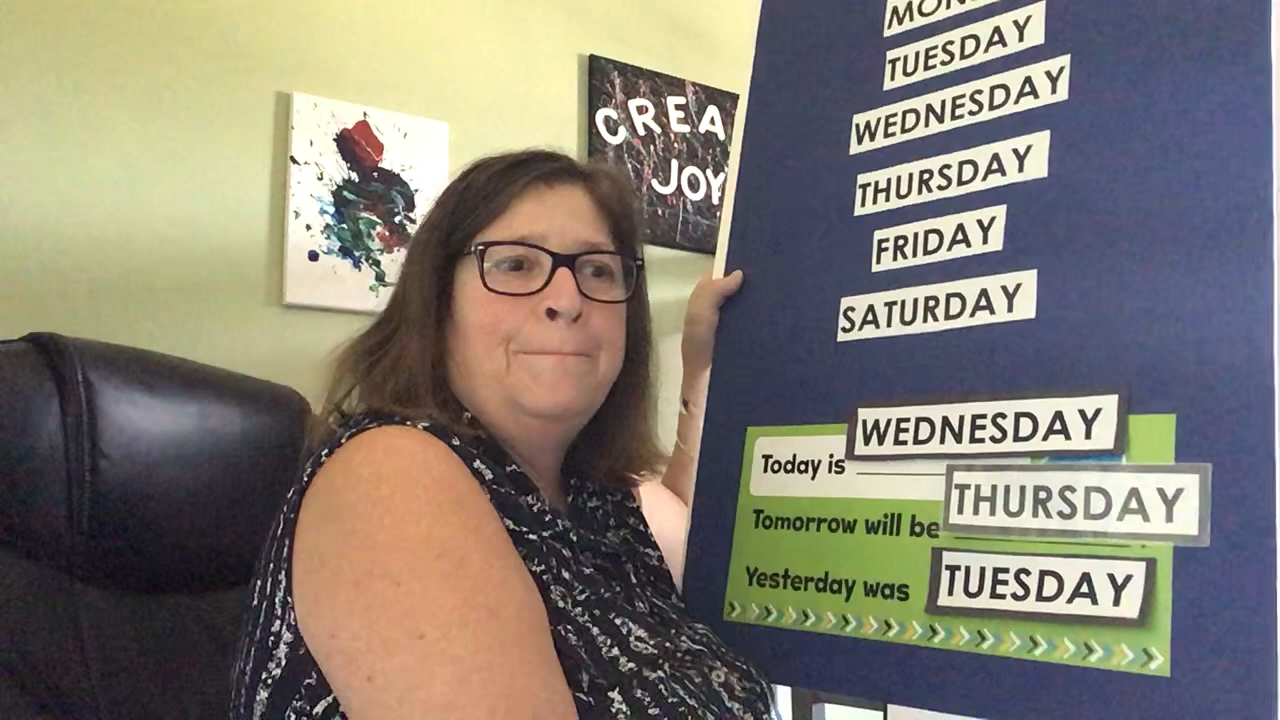 CREA
JOY
TUESDAY
WEDNESDAY
THURSDAY
FRIDAY
SATURDAY
Today is WEDNESDAY
Tomorrow will be THURSDAY
Yesterday was TUESDAY